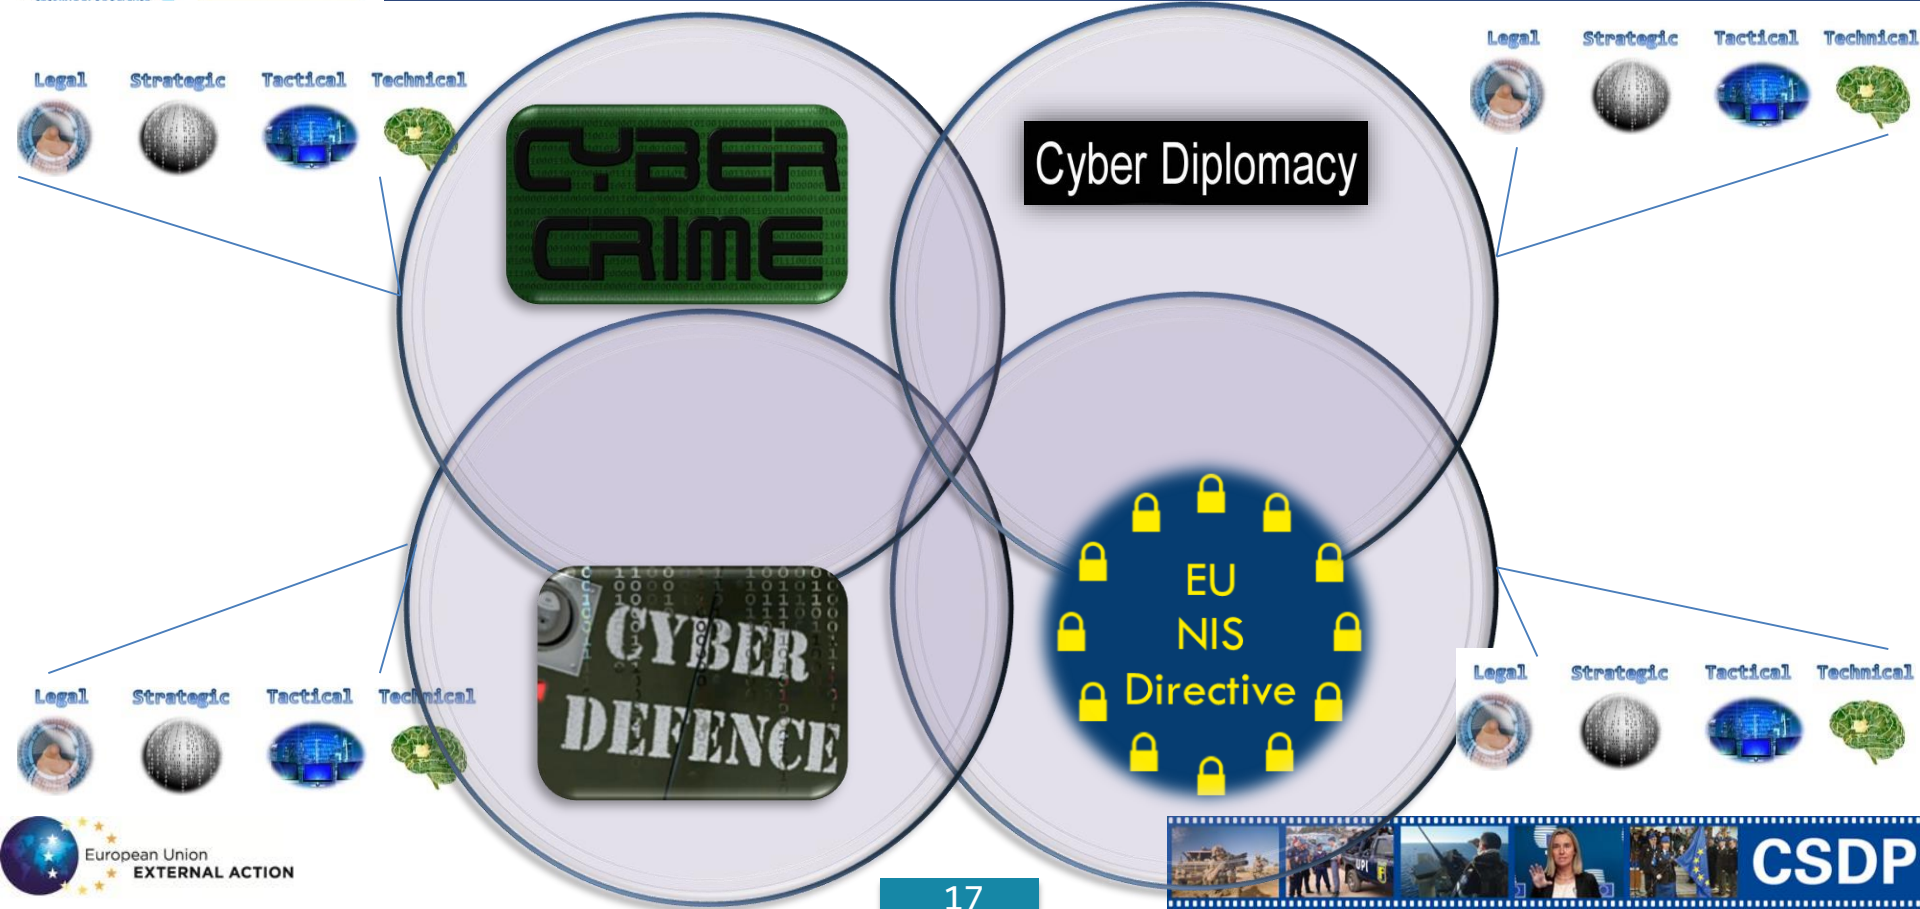 Legal Strategic Tactical Technical
Legal Strategic Tactical Technical
CYBER
CRIME
Cyber Diplomacy
CYBER
DEFENCE
EU
NIS
Directive
Legal Strategic Tactical Technical
Legal Strategic Tactical Technical
European Union
EXTERNAL ACTION
17
UPI
CSDP